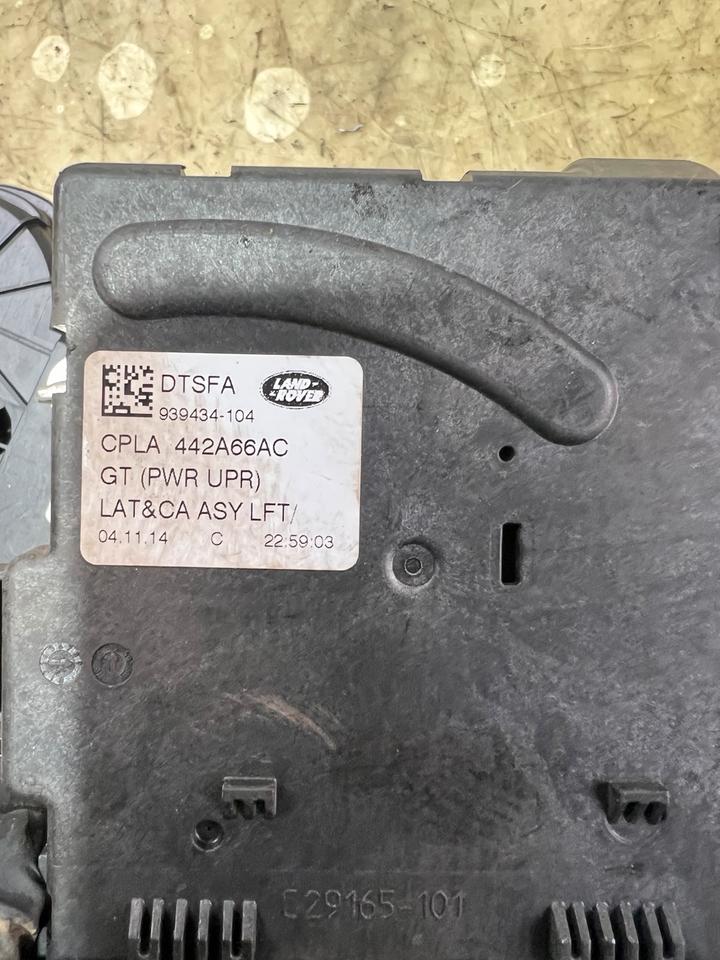 DTSFA
LAND-
-ROVER
939434-104
CPLA 442A66AC
GT (PWR UPR)
LAT&CA ASY LFT/
04.11.14 C 22:59:03
C29165-101